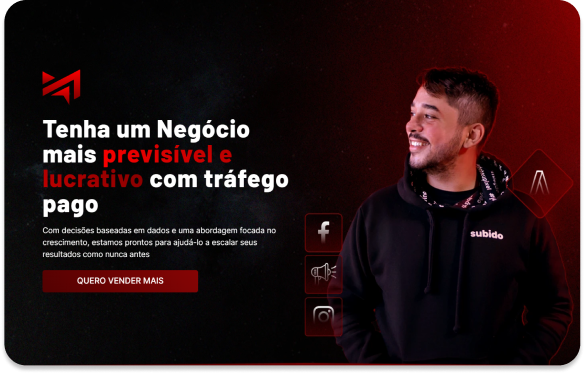 Tenha um Negócio
mais previsível e
lucrativo com tráfego
pago
Com decisões baseadas em dados e uma abordagem focada no
crescimento, estamos prontos para ajudá-lo a escalar seus
resultados como nunca antes
QUERO VENDER MAIS
subido